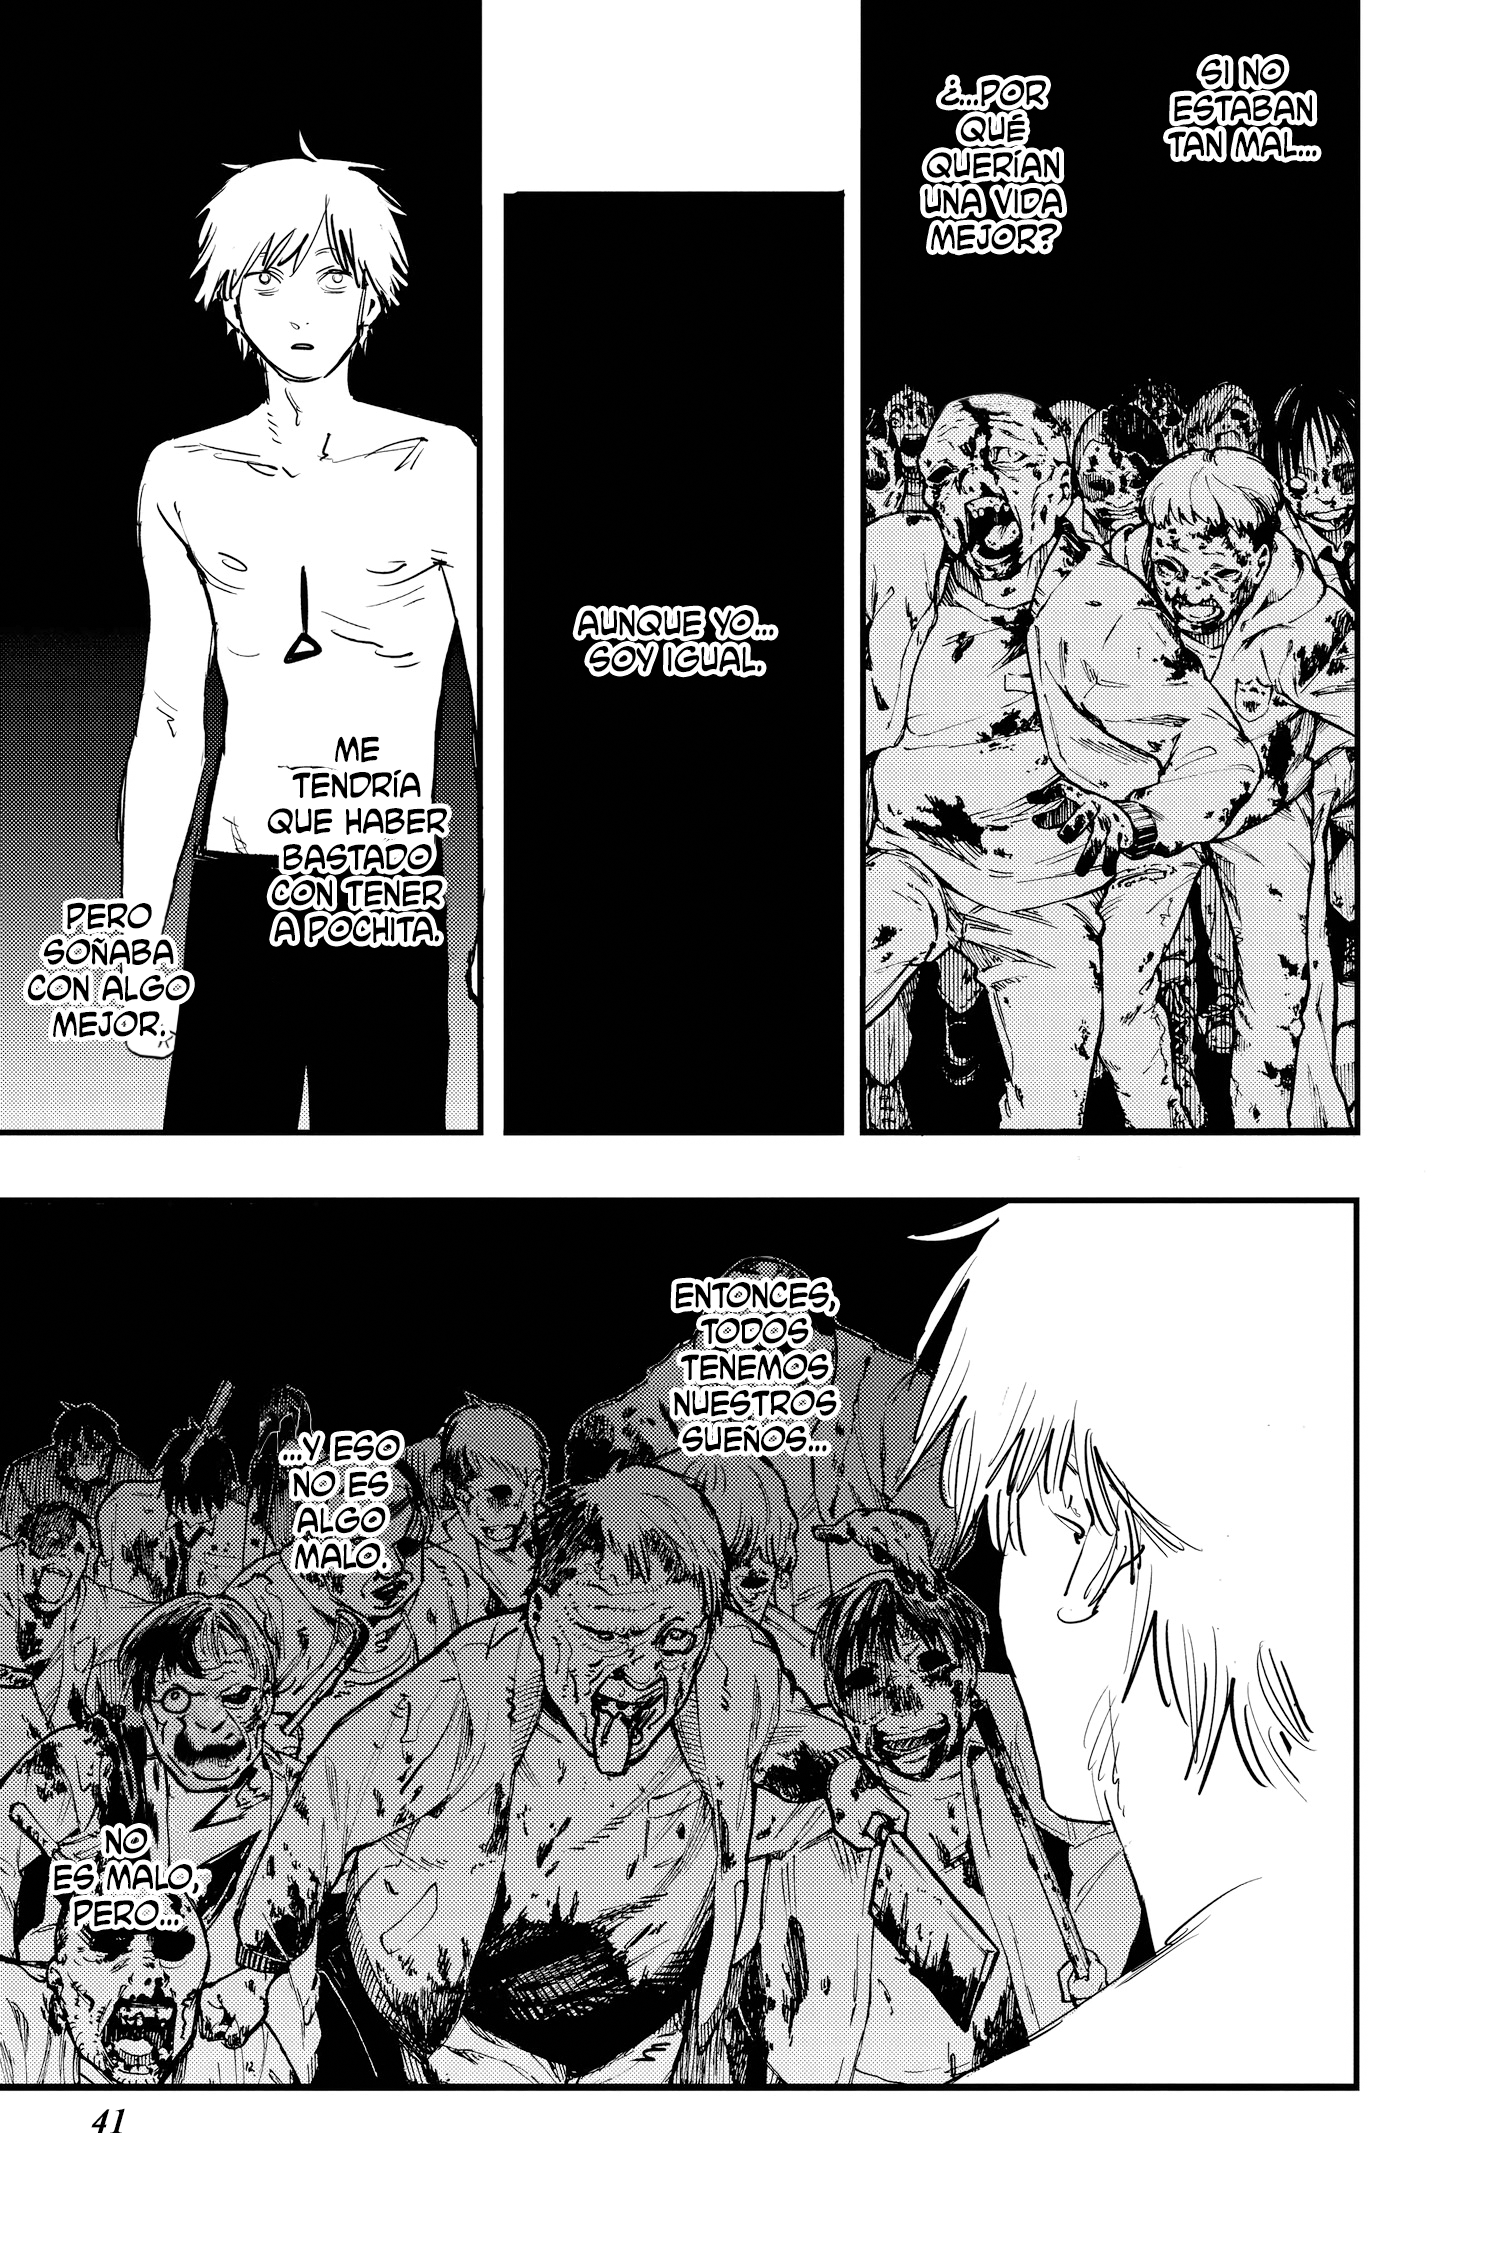 SI NO
ESTABAN
TAN MAL...
¿...POR
QUÉ
QUERÍAN
UNA VIDA
MEJOR?
AUNQUE YO...
SOY IGUAL.
ME
TENDRÍA
QUE HABER
BASTADO
CON TENER
A POCHITA.
PERO
SOÑABA
CON ALGO
MEJOR.
ENTONCES,
TODOS
TENEMOS
NUESTROS
SUEÑOS...
...Y ESO
NO ES
ALGO
MALO.
NO
ES MALO,
PERO...
41